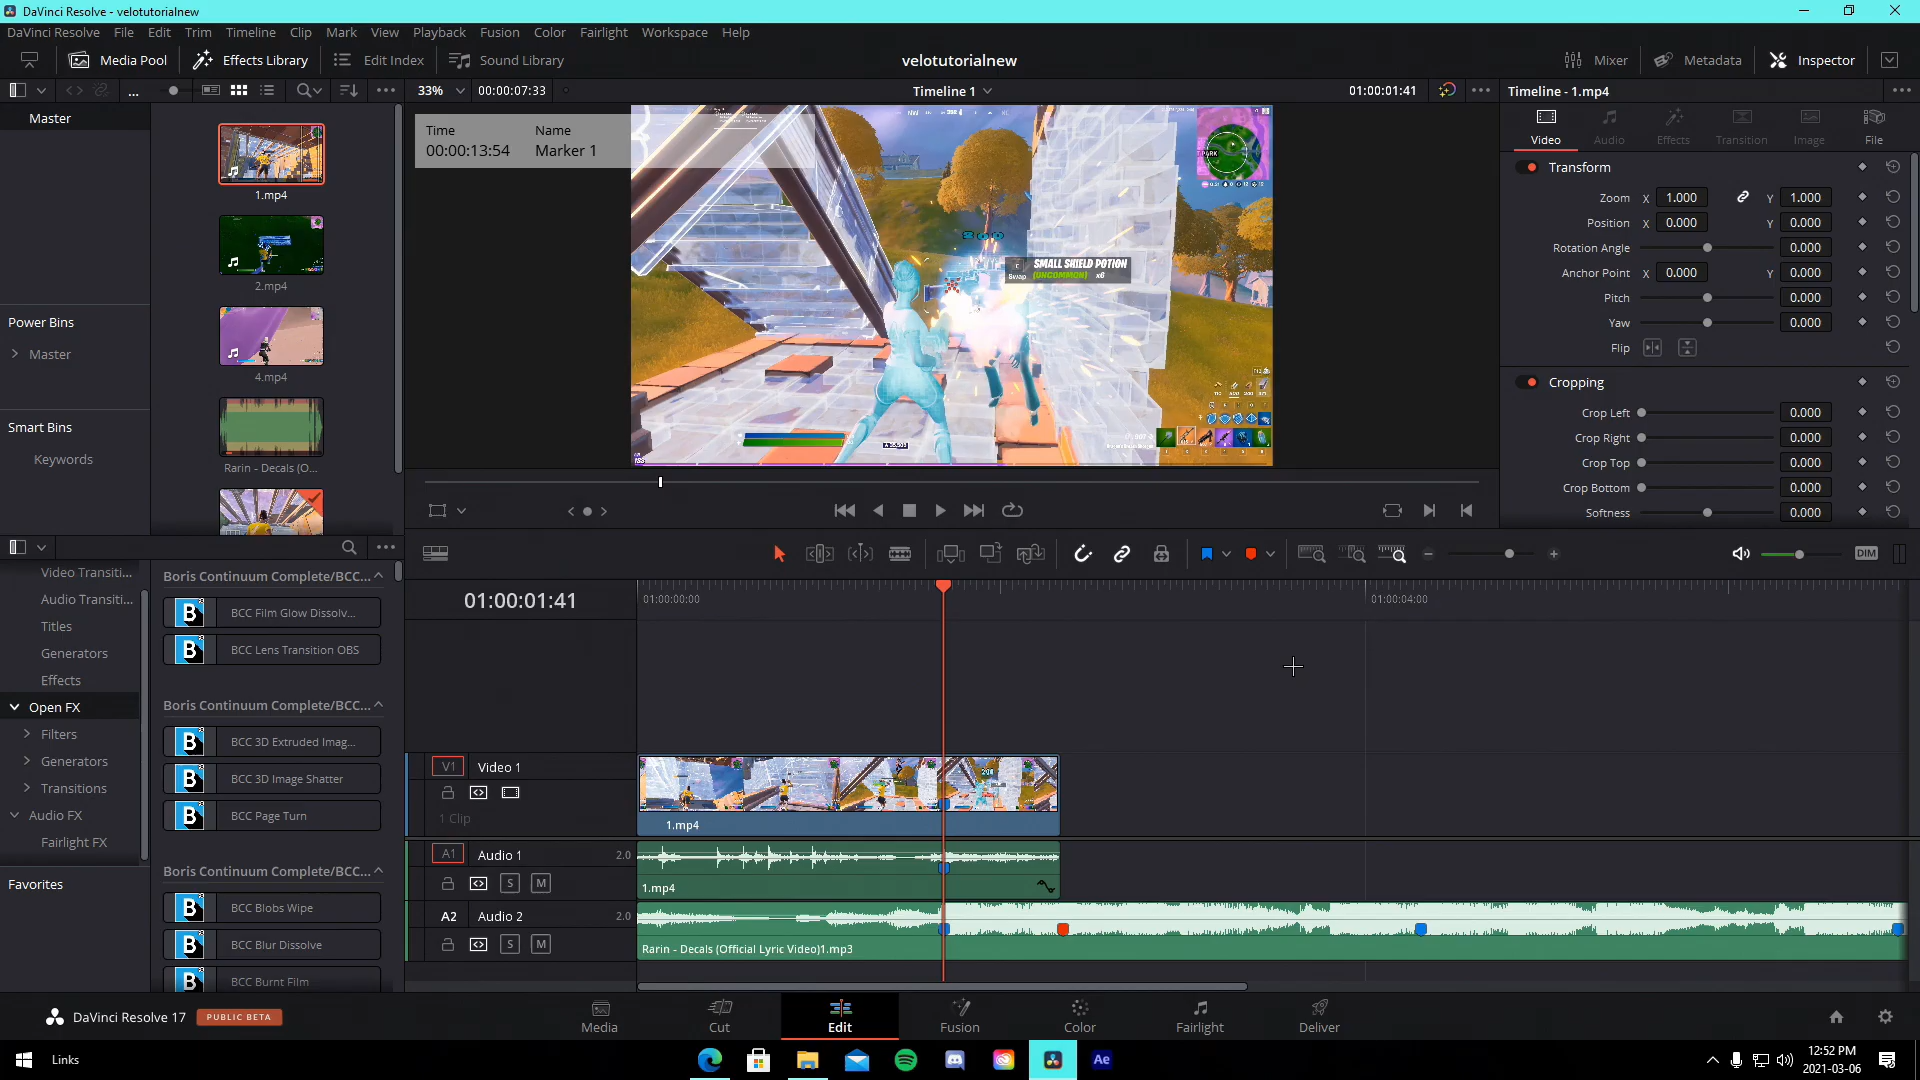 DaVinci Resolve - velotutorialnew
DaVinci Resolve File Edit Trim Timeline Clip Mark View Playback Fusion Color Fairlight Workspace Help
Media Pool Effects Library Edit Index Sound Library velotutorialnew Mixer Metadata Inspector
... 33% 00:00:07:33 Timeline 1 01:00:01:41 Timeline - 1.mp4
Master
1.mp4
2.mp4
4.mp4
Rarin - Decals (O...
Power Bins
Master
Smart Bins
Keywords
Time Name
00:00:13:54 Marker 1
SMALL SHIELD POTION
(UNCOMMON) x6
Swap
Video Audio Effects Transition Image File
Transform
Zoom X 1.000 Y 1.000
Position X 0.000 Y 0.000
Rotation Angle 0.000
Anchor Point X 0.000 Y 0.000
Pitch 0.000
Yaw 0.000
Flip
Cropping
Crop Left 0.000
Crop Right 0.000
Crop Top 0.000
Crop Bottom 0.000
Softness 0.000
DIM
Video Transiti...
Audio Transiti...
Titles
Generators
Effects
Open FX
Filters
Generators
Transitions
Audio FX
Fairlight FX
Favorites
Boris Continuum Complete/BCC...
BCC Film Glow Dissolv...
BCC Lens Transition OBS
Boris Continuum Complete/BCC...
BCC 3D Extruded Imag...
BCC 3D Image Shatter
BCC Page Turn
Boris Continuum Complete/BCC...
BCC Blobs Wipe
BCC Blur Dissolve
BCC Burnt Film
01:00:01:41
01:00:00:00 01:00:04:00
V1 Video 1
1 Clip
1.mp4
A1 Audio 1 2.0
S M
1.mp4
A2 Audio 2 2.0
S M
Rarin - Decals (Official Lyric Video)1.mp3
DaVinci Resolve 17 PUBLIC BETA
Media Cut Edit Fusion Color Fairlight Deliver
Links
Ae
12:52 PM
2021-03-06